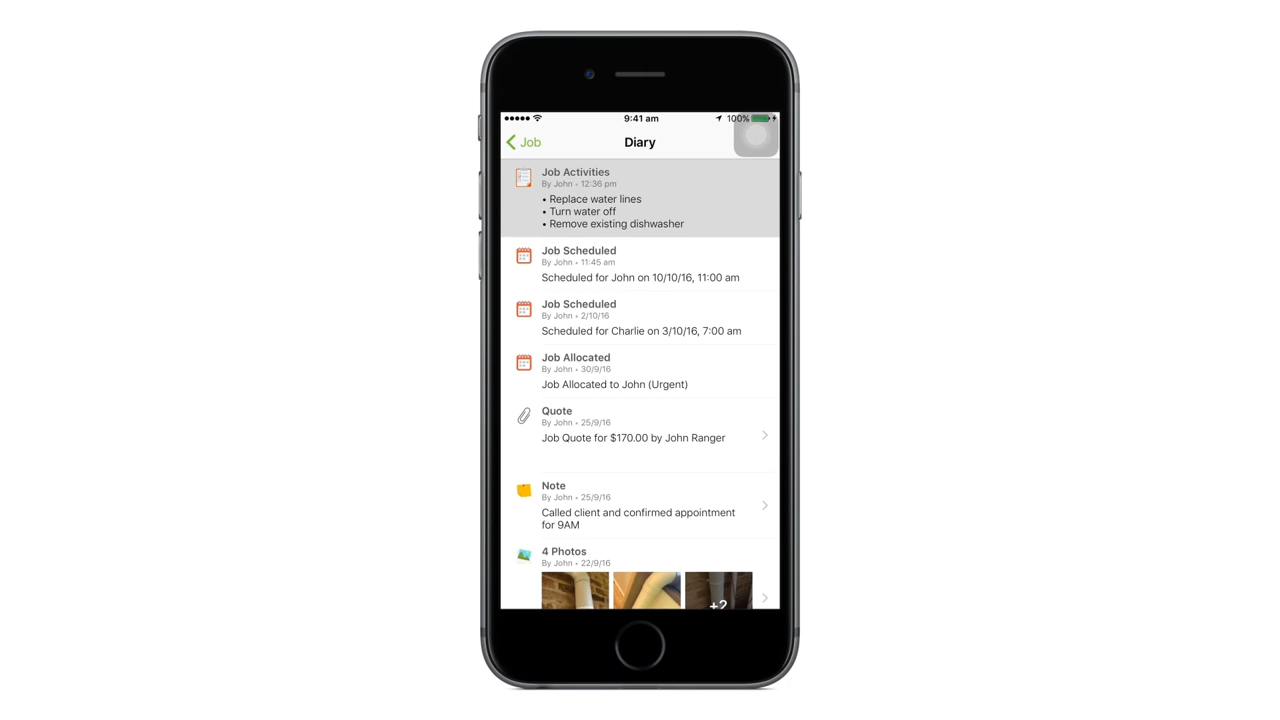 9:41 am
100%
Job
Diary
Job Activities
By John • 12:36 pm
• Replace water lines
• Turn water off
• Remove existing dishwasher
Job Scheduled
By John • 11:45 am
Scheduled for John on 10/10/16, 11:00 am
Job Scheduled
By John • 2/10/16
Scheduled for Charlie on 3/10/16, 7:00 am
Job Allocated
By John • 30/9/16
Job Allocated to John (Urgent)
Quote
By John • 25/9/16
Job Quote for $170.00 by John Ranger
Note
By John • 25/9/16
Called client and confirmed appointment
for 9AM
4 Photos
By John • 22/9/16
+2